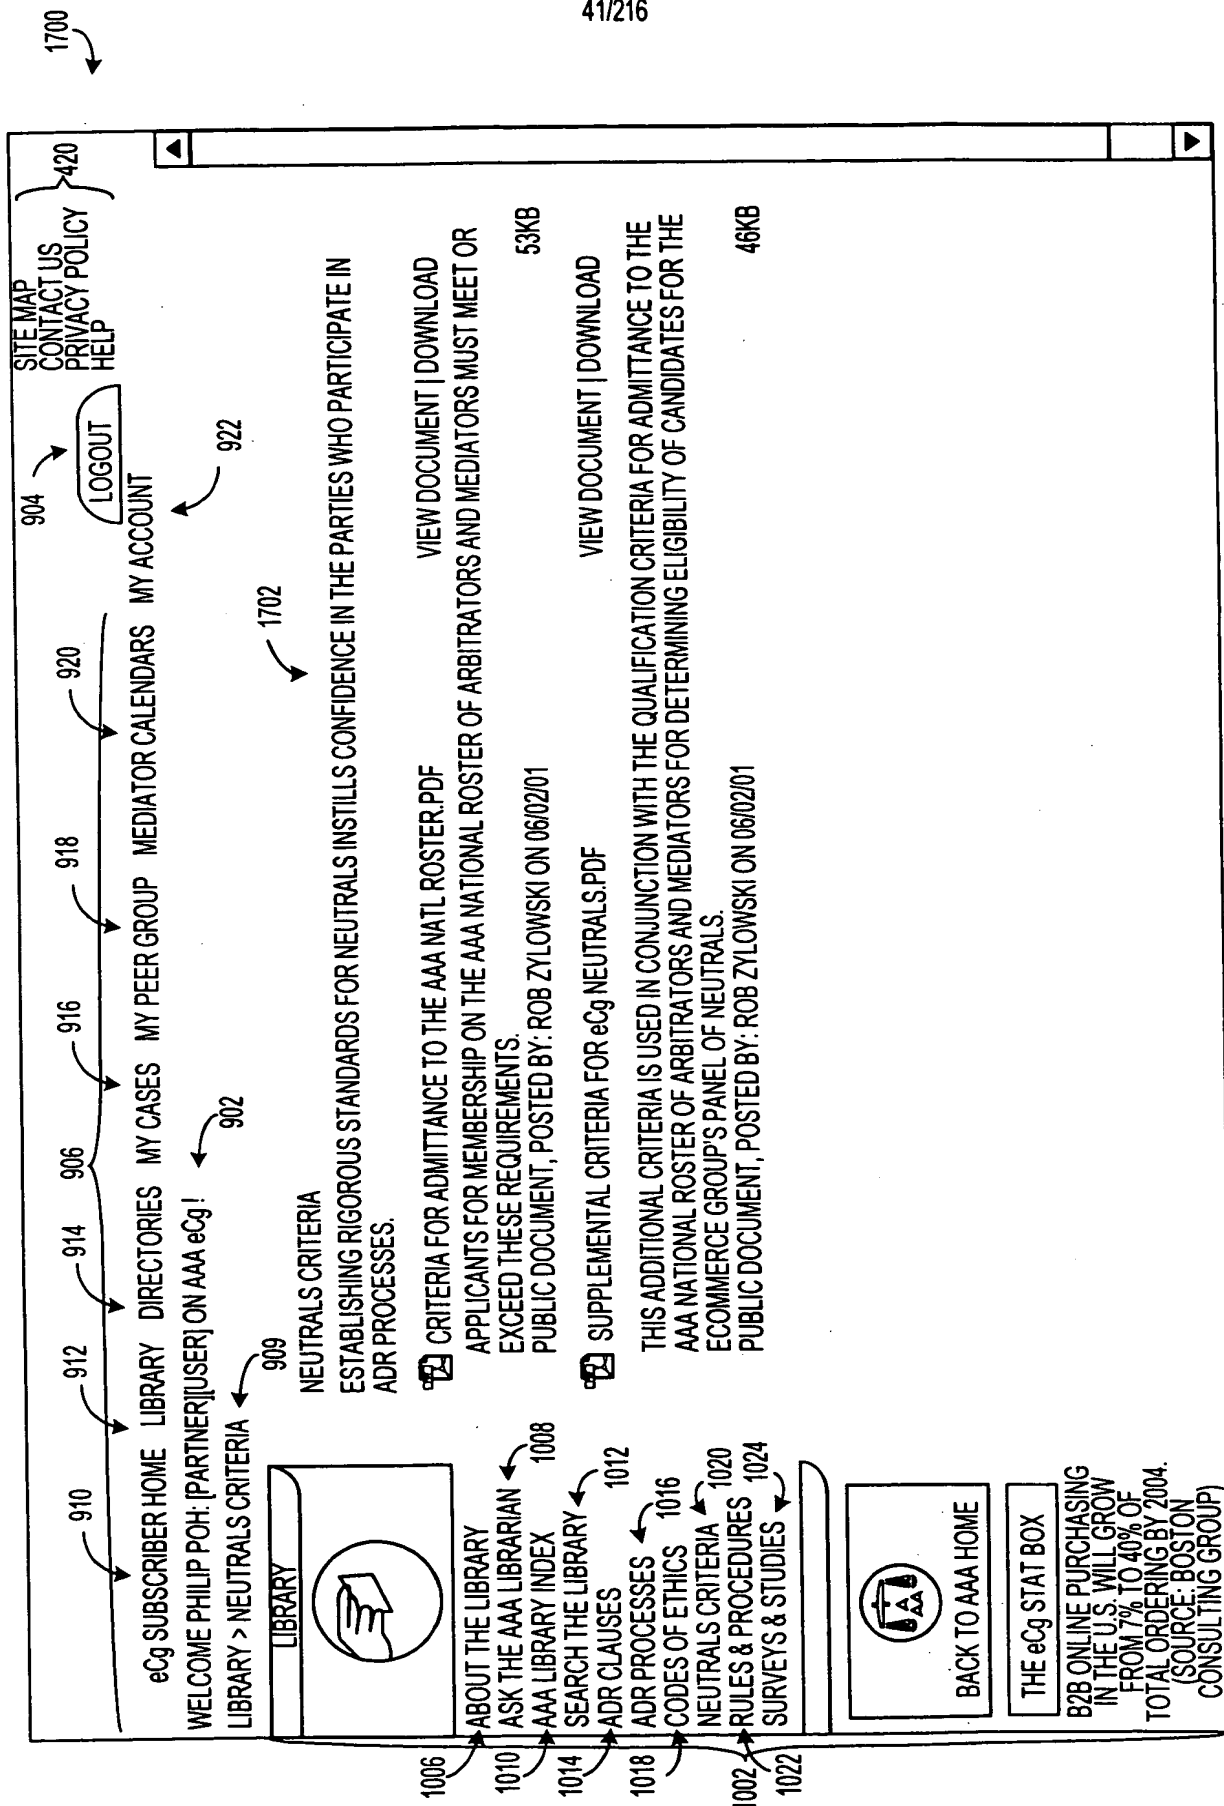 41/216
1700
904
SITE MAP
CONTACT US
PRIVACY POLICY
HELP
420
LOGOUT
910
912
914
906
916
918
920
922
eCg SUBSCRIBER HOME LIBRARY DIRECTORIES MY CASES MY PEER GROUP MEDIATOR CALENDARS MY ACCOUNT
WELCOME PHILIP POH: [PARTNER][USER] ON AAA eCg !
902
LIBRARY > NEUTRALS CRITERIA
909
LIBRARY
1006
ABOUT THE LIBRARY
ASK THE AAA LIBRARIAN
1008
1010
AAA LIBRARY INDEX
SEARCH THE LIBRARY
1012
1014
ADR CLAUSES
ADR PROCESSES
1016
1018
CODES OF ETHICS
NEUTRALS CRITERIA
1020
1002
1022
RULES & PROCEDURES
SURVEYS & STUDIES
1024
AAA
BACK TO AAA HOME
THE eCg STAT BOX
B2B ONLINE PURCHASING
IN THE U.S. WILL GROW
FROM 7% TO 40% OF
TOTAL ORDERING BY 2004.
(SOURCE: BOSTON
CONSULTING GROUP)
1702
NEUTRALS CRITERIA
ESTABLISHING RIGOROUS STANDARDS FOR NEUTRALS INSTILLS CONFIDENCE IN THE PARTIES WHO PARTICIPATE IN
ADR PROCESSES.
CRITERIA FOR ADMITTANCE TO THE AAA NATL ROSTER.PDF VIEW DOCUMENT | DOWNLOAD
APPLICANTS FOR MEMBERSHIP ON THE AAA NATIONAL ROSTER OF ARBITRATORS AND MEDIATORS MUST MEET OR
EXCEED THESE REQUIREMENTS.
PUBLIC DOCUMENT, POSTED BY: ROB ZYLOWSKI ON 06/02/01 53KB
SUPPLEMENTAL CRITERIA FOR eCg NEUTRALS.PDF VIEW DOCUMENT | DOWNLOAD
THIS ADDITIONAL CRITERIA IS USED IN CONJUNCTION WITH THE QUALIFICATION CRITERIA FOR ADMITTANCE TO THE
AAA NATIONAL ROSTER OF ARBITRATORS AND MEDIATORS FOR DETERMINING ELIGIBILITY OF CANDIDATES FOR THE
ECOMMERCE GROUP'S PANEL OF NEUTRALS.
PUBLIC DOCUMENT, POSTED BY: ROB ZYLOWSKI ON 06/02/01 46KB